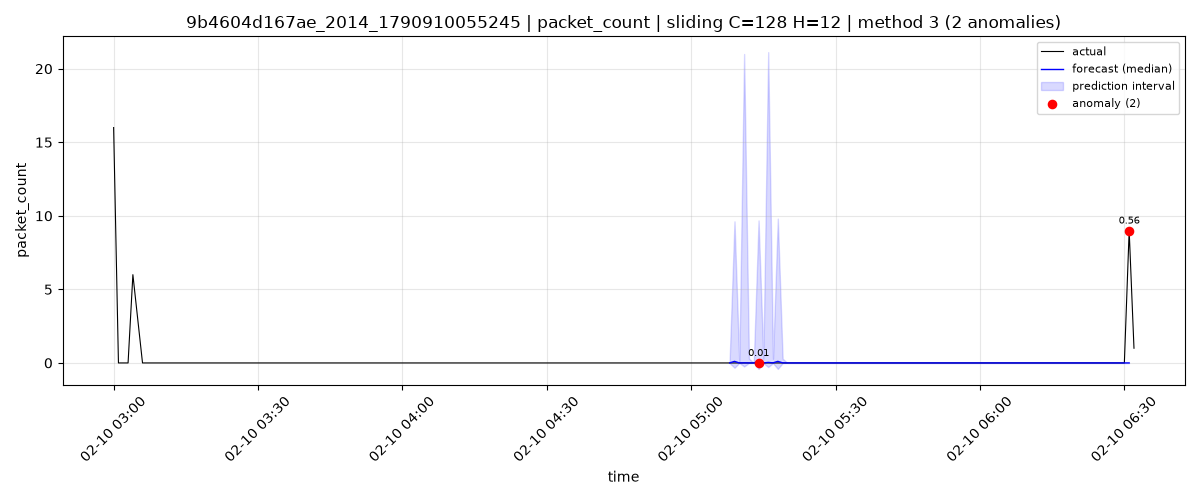 9b4604d167ae_2014_1790910055245 | packet_count | sliding C=128 H=12 | method 3 (2 anomalies)
actual
forecast (median)
prediction interval
anomaly (2)
20
15
10
5
0
packet_count
0.01
0.56
02-10 03:00
02-10 03:30
02-10 04:00
02-10 04:30
02-10 05:00
02-10 05:30
02-10 06:00
02-10 06:30
time